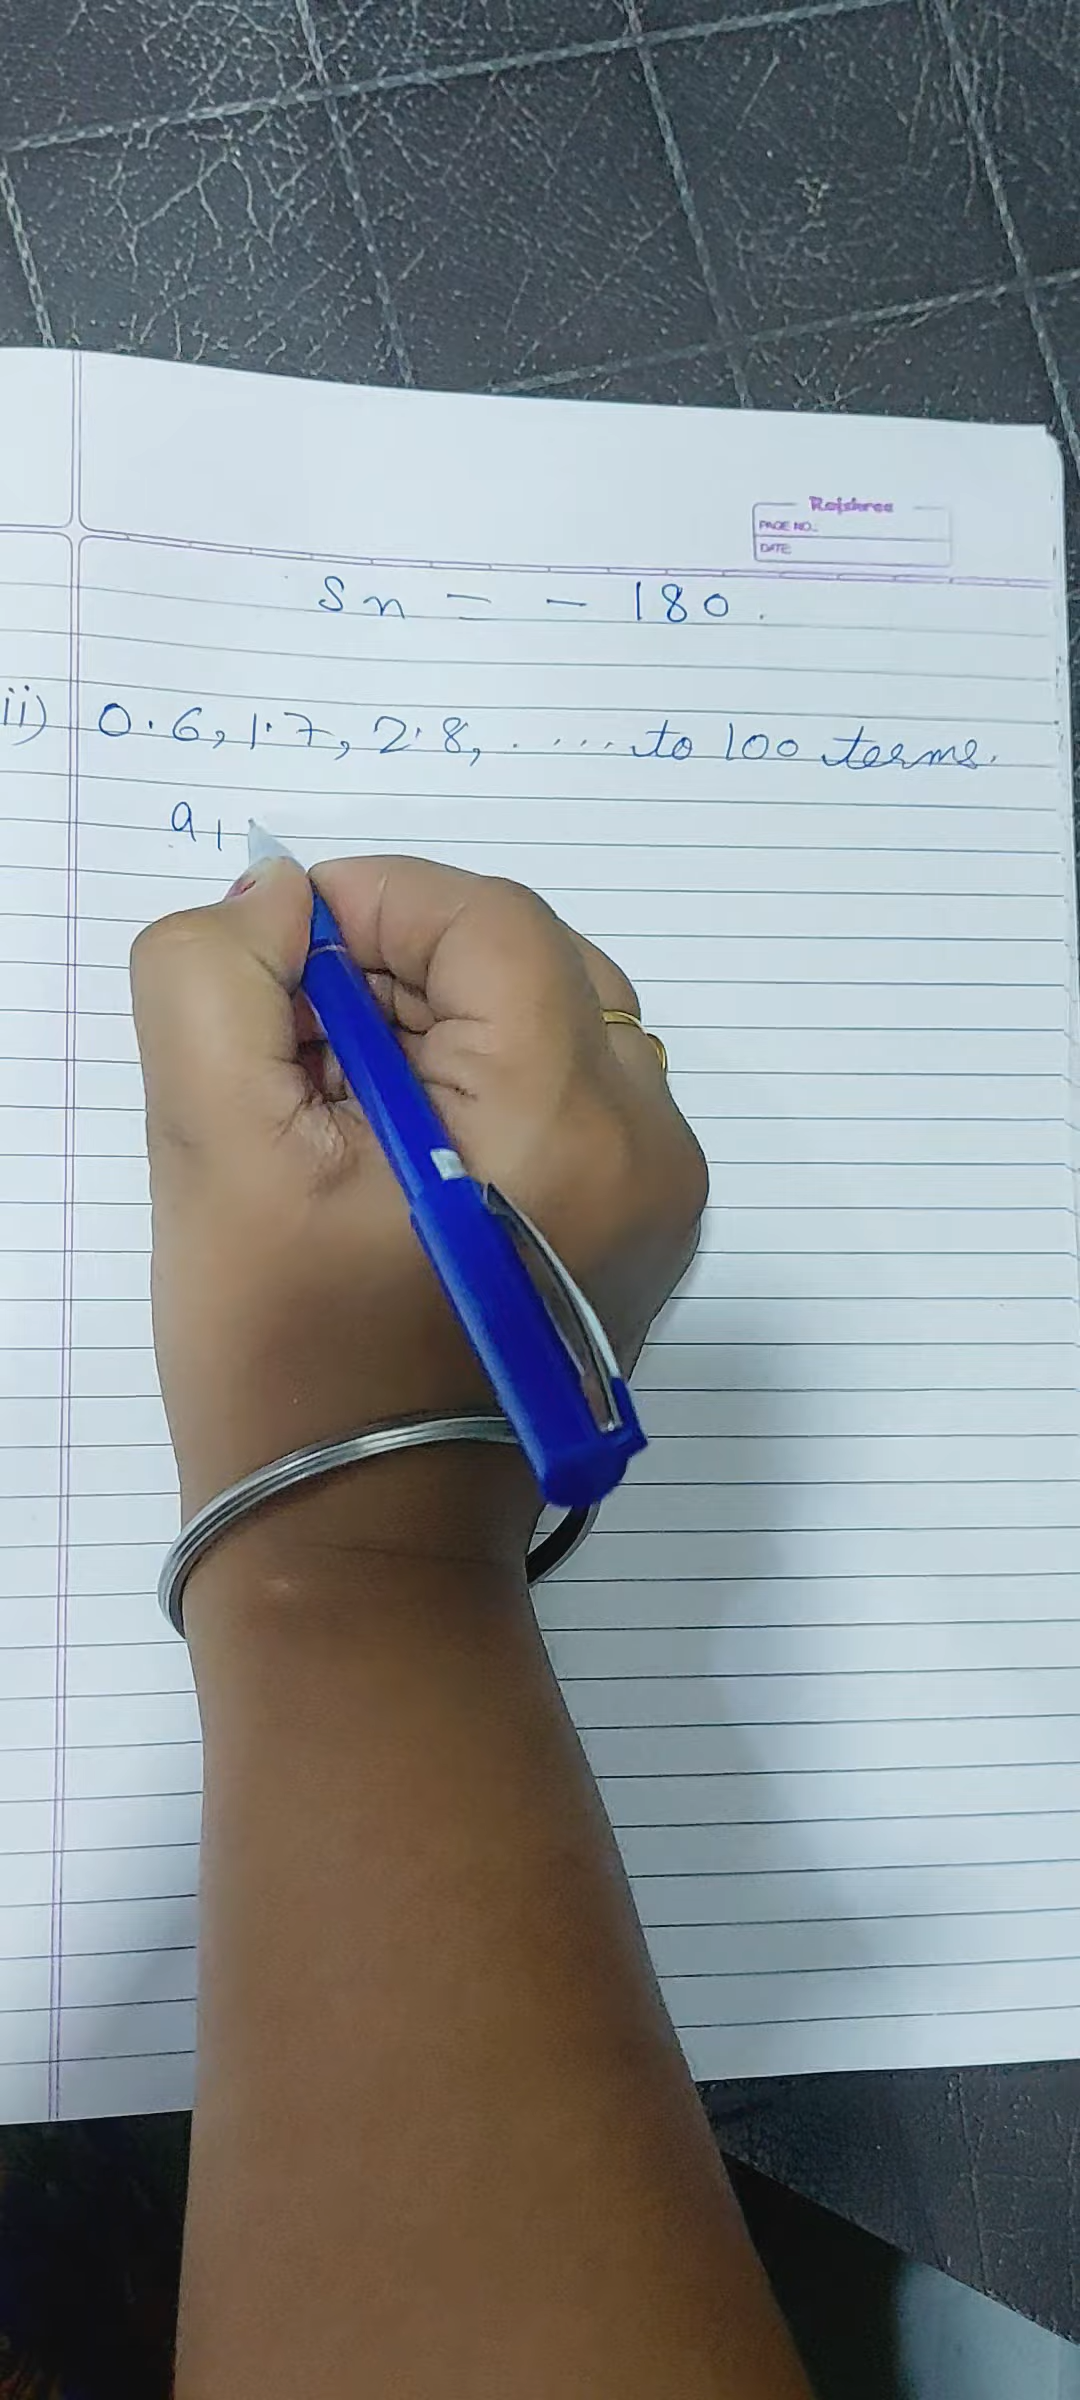 Rajshree
PAGE NO.:
DATE:
Sn = - 180.
ii) 0.6, 1.7, 2.8, ..... to 100 terms.
a1